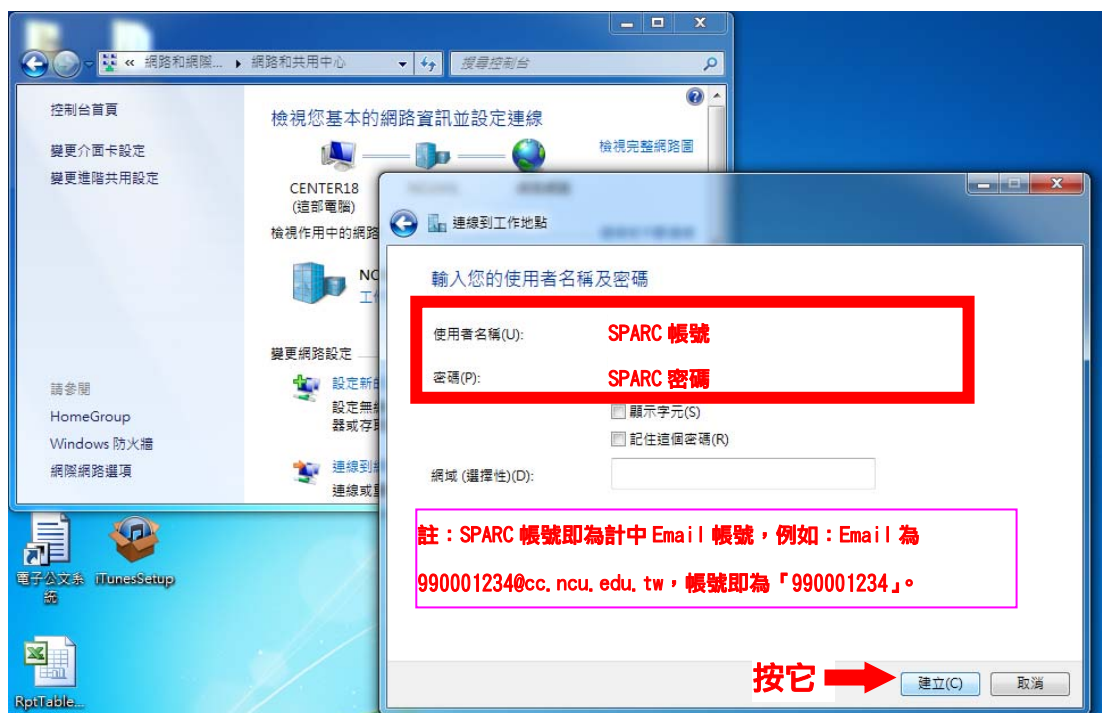 « 網路和網際... ▸ 網路和共用中心
搜尋控制台
控制台首頁
變更介面卡設定
變更進階共用設定
請參閱
HomeGroup
Windows 防火牆
網際網路選項
檢視您基本的網路資訊並設定連線
檢視完整網路圖
CENTER18
(這部電腦)
檢視作用中的網路
NC
變更網路設定
設定新的
設定無線
器或存取
連線到
連線或
連線到工作地點
輸入您的使用者名稱及密碼
使用者名稱(U):
SPARC 帳號
密碼(P):
SPARC 密碼
顯示字元(S)
記住這個密碼(R)
網域 (選擇性)(D):
註：SPARC 帳號即為計中 Email 帳號，例如：Email 為
990001234@cc.ncu.edu.tw，帳號即為「990001234」。
按它
建立(C)
取消
電子公文系
統
iTunesSetup
RptTable...